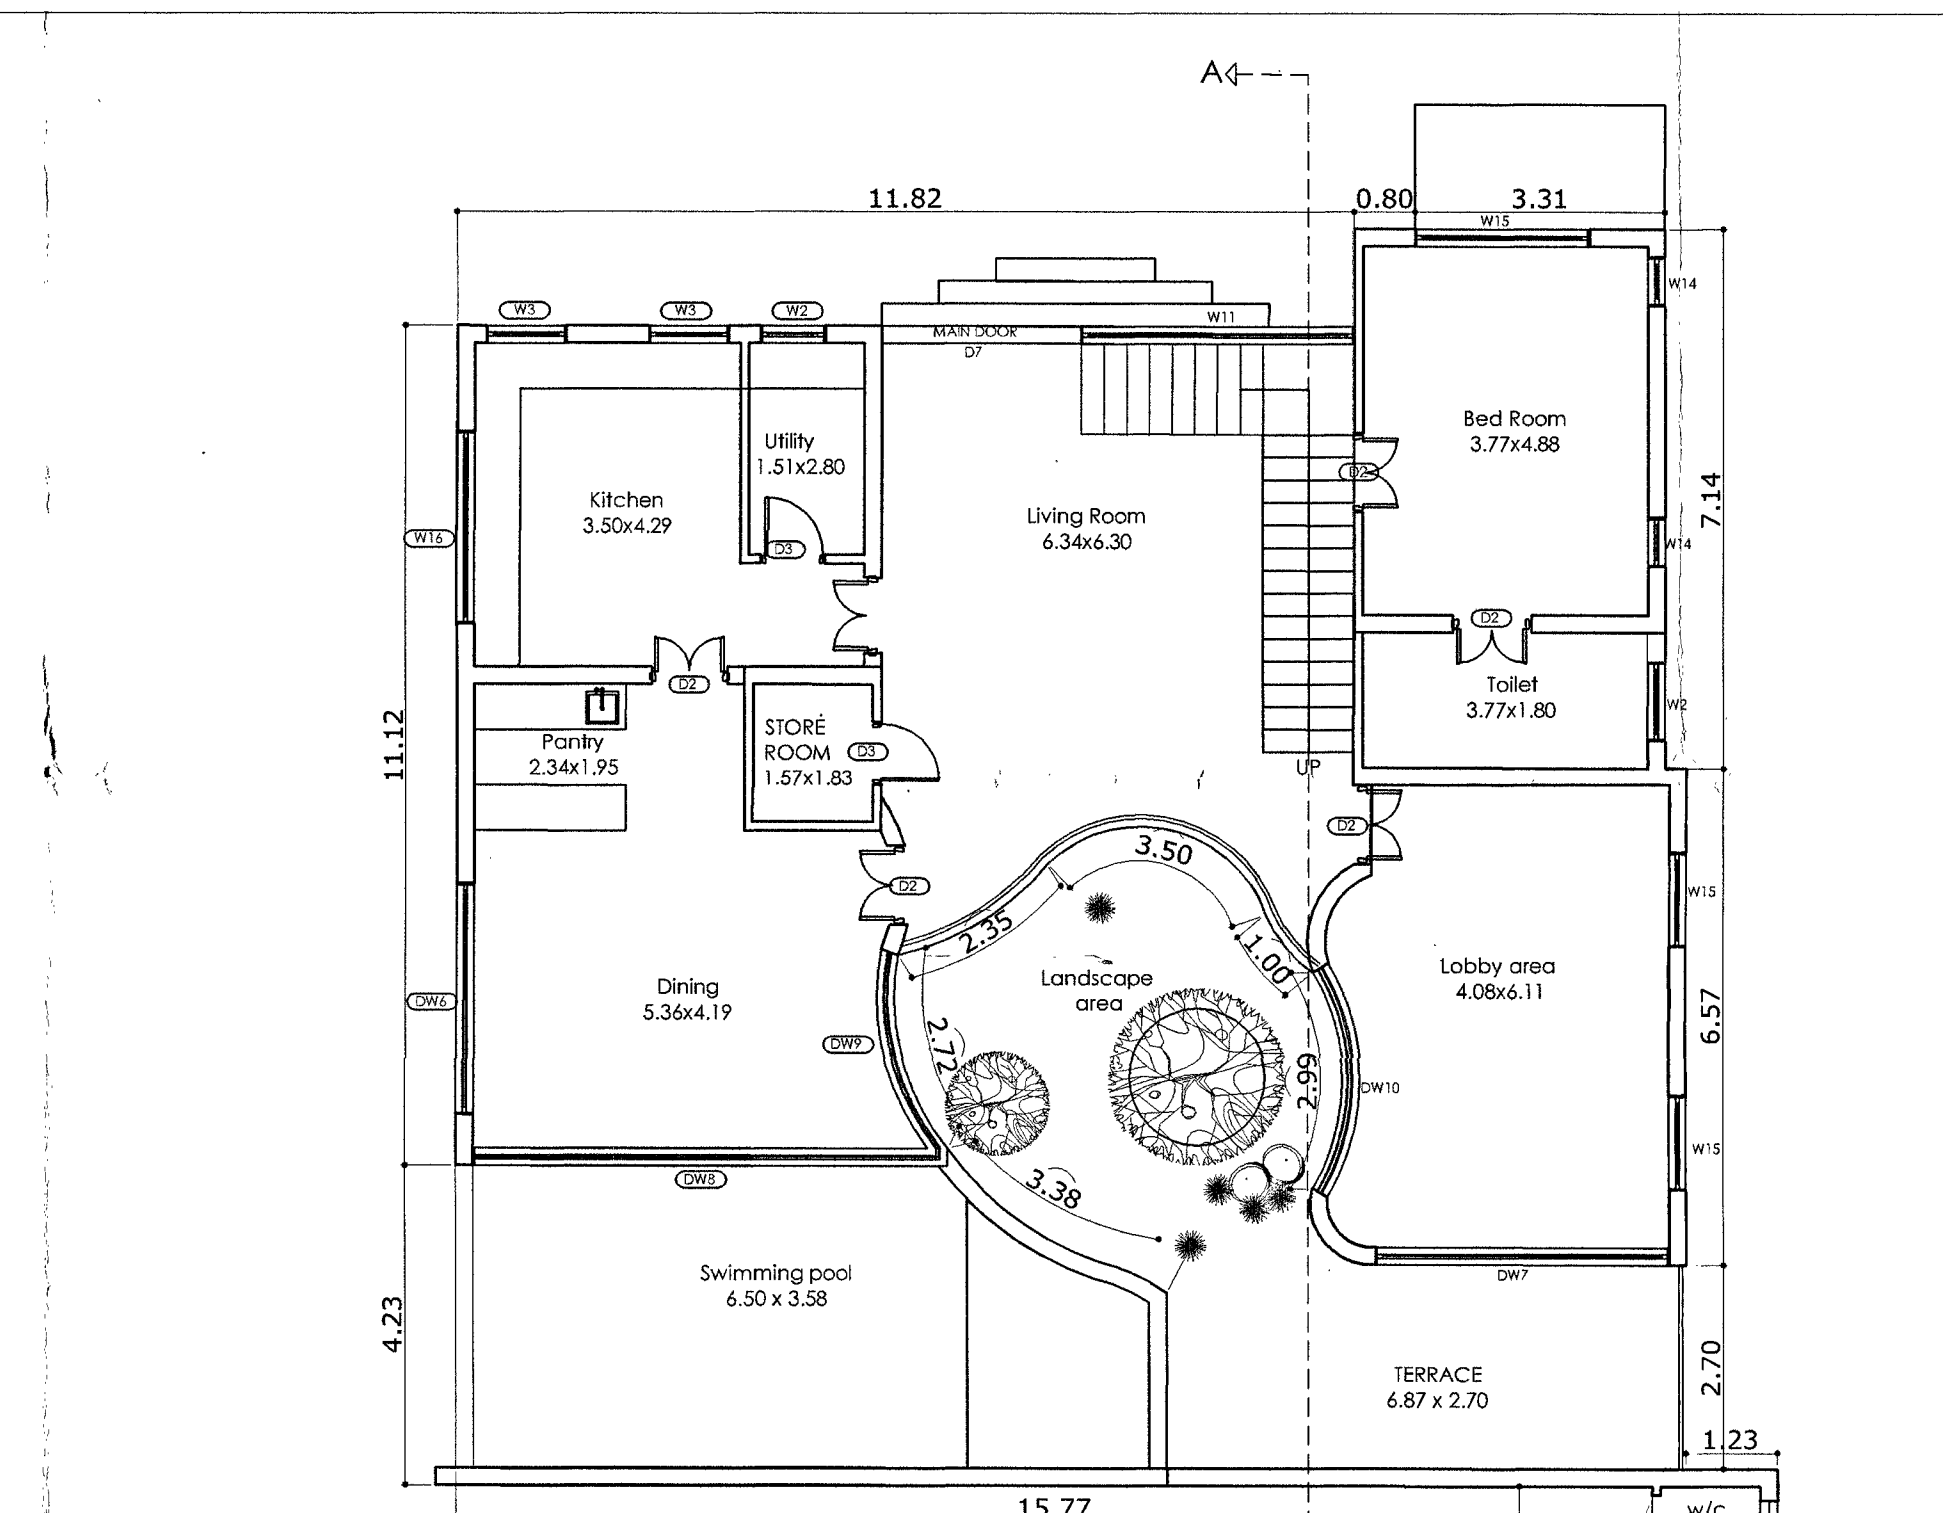 A
11.82
0.80
3.31
W15
W3
W3
W2
W11
MAIN DOOR
D7
W14
Utility
1.51x2.80
Bed Room
3.77x4.88
D2
Kitchen
3.50x4.29
Living Room
6.34x6.30
7.14
W16
D3
W14
D2
D2
Toilet
3.77x1.80
W2
STORE
ROOM
1.57x1.83
D3
Pantry
2.34x1.95
11.12
UP
D2
3.50
D2
W15
2.35
1.00
Landscape
area
Lobby area
4.08x6.11
Dining
5.36x4.19
DW6
DW9
2.72
2.99
DW10
6.57
W15
DW8
3.38
Swimming pool
6.50 x 3.58
DW7
4.23
TERRACE
6.87 x 2.70
2.70
1.23
15.77
w/c